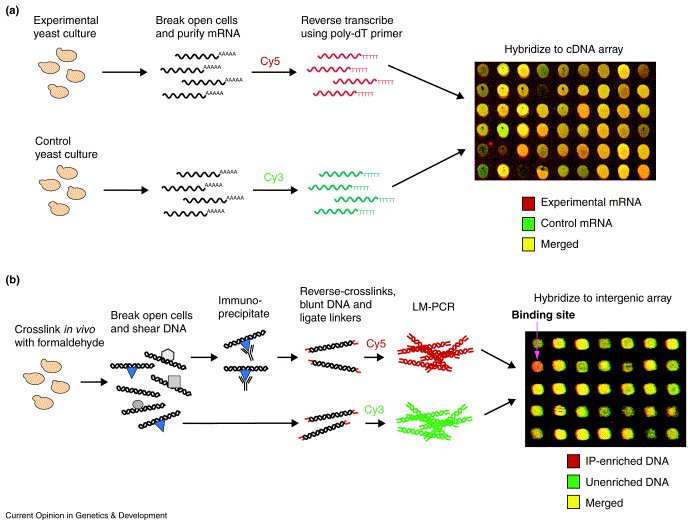 (a)
Experimental
yeast culture
Break open cells
and purify mRNA
Reverse transcribe
using poly-dT primer
Hybridize to cDNA array
AAAAA
AAAAA
AAAAA
AAAAA
Cy5
TTTTT
TTTTT
TTTTT
TTTTT
Control
yeast culture
AAAAA
AAAAA
AAAAA
AAAAA
Cy3
TTTTT
TTTTT
TTTTT
TTTTT
Experimental mRNA
Control mRNA
Merged
(b)
Crosslink in vivo
with formaldehyde
Break open cells
and shear DNA
Immuno-
precipitate
Reverse-crosslinks,
blunt DNA and
ligate linkers
LM-PCR
Hybridize to intergenic array
Binding site
Cy5
Cy3
IP-enriched DNA
Unenriched DNA
Merged
Current Opinion in Genetics & Development